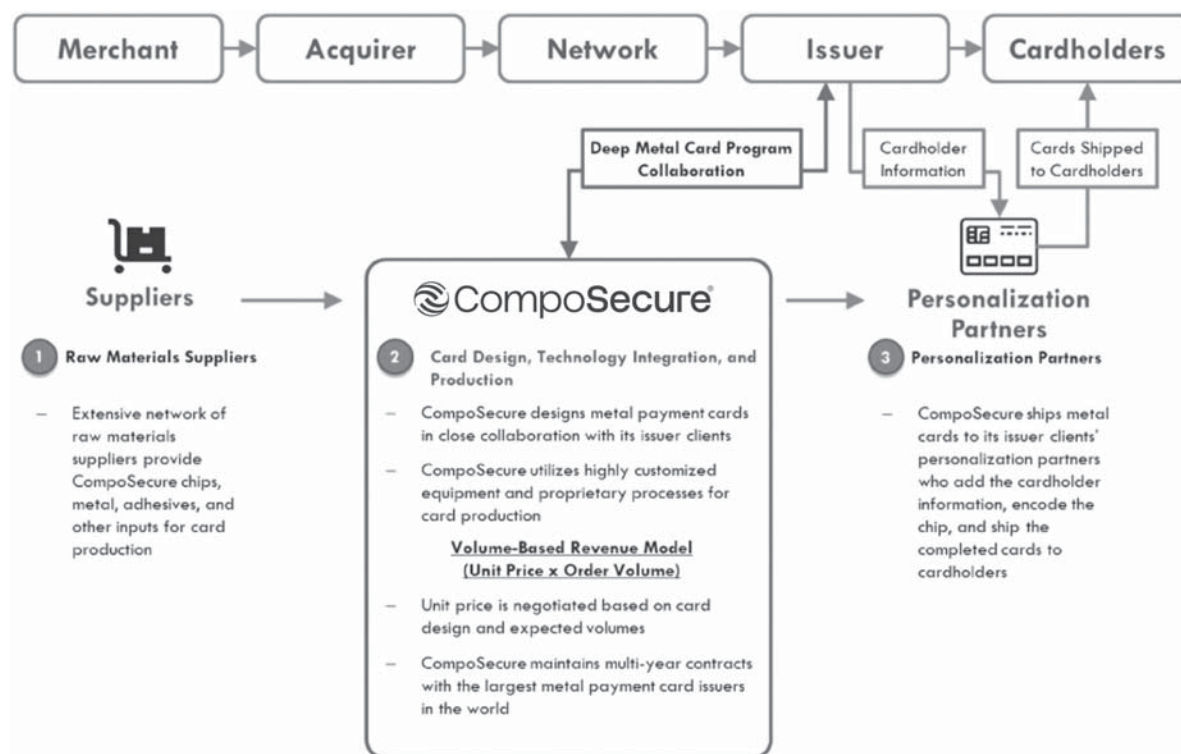 Merchant
Acquirer
Network
Issuer
Cardholders
Deep Metal Card Program
Collaboration
Cardholder
Information
Cards Shipped
to Cardholders
Suppliers
CompoSecure®
Personalization
Partners
1 Raw Materials Suppliers
– Extensive network of
raw materials
suppliers provide
CompoSecure chips,
metal, adhesives, and
other inputs for card
production
2 Card Design, Technology Integration, and
Production
– CompoSecure designs metal payment cards
in close collaboration with its issuer clients
– CompoSecure utilizes highly customized
equipment and proprietary processes for
card production
Volume-Based Revenue Model
(Unit Price x Order Volume)
– Unit price is negotiated based on card
design and expected volumes
– CompoSecure maintains multi-year contracts
with the largest metal payment card issuers
in the world
3 Personalization Partners
– CompoSecure ships metal
cards to its issuer clients'
personalization partners
who add the cardholder
information, encode the
chip, and ship the
completed cards to
cardholders